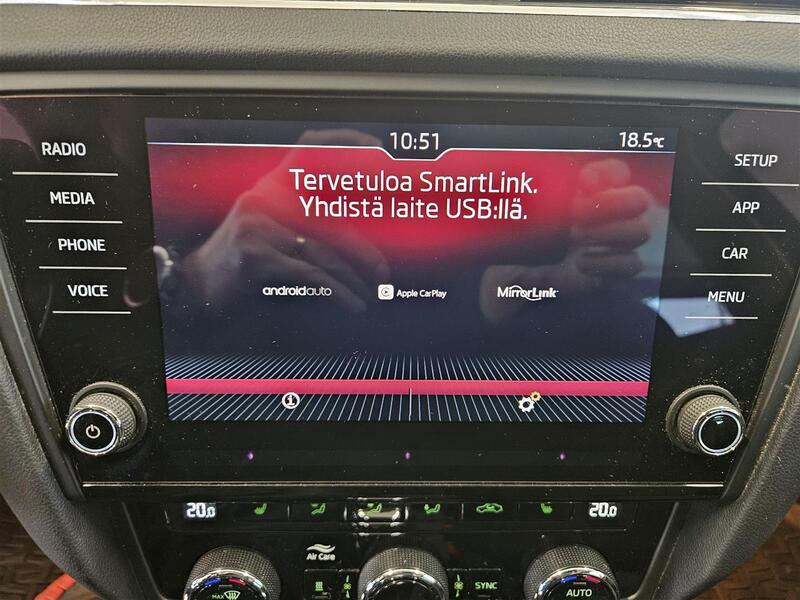 10:51
18.5°C
RADIO
MEDIA
PHONE
VOICE
Tervetuloa SmartLink.
Yhdistä laite USB:llä.
androidauto
Apple CarPlay
MirrorLink
SETUP
APP
CAR
MENU
20.0
20.0
Air Care
MAX
SYNC
AUTO